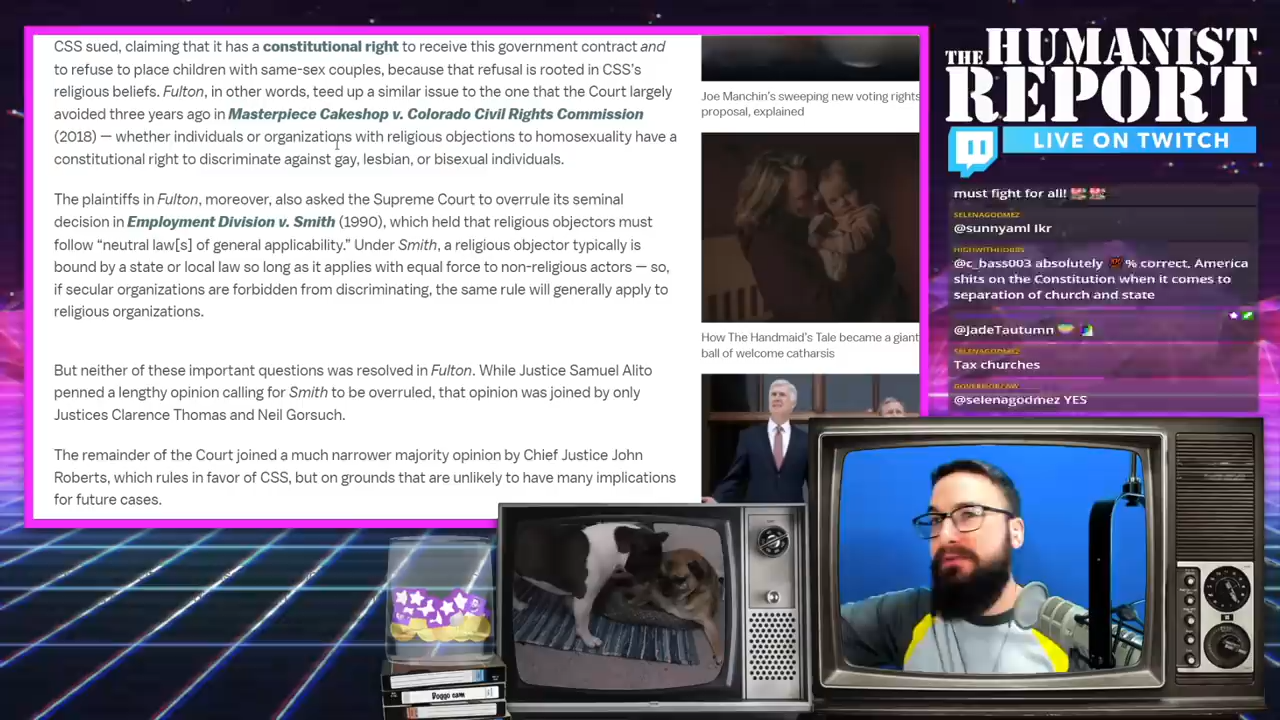 CSS sued, claiming that it has a constitutional right to receive this government contract and
to refuse to place children with same-sex couples, because that refusal is rooted in CSS's
religious beliefs. Fulton, in other words, teed up a similar issue to the one that the Court largely
avoided three years ago in Masterpiece Cakeshop v. Colorado Civil Rights Commission
(2018) — whether individuals or organizations with religious objections to homosexuality have a
constitutional right to discriminate against gay, lesbian, or bisexual individuals.
The plaintiffs in Fulton, moreover, also asked the Supreme Court to overrule its seminal
decision in Employment Division v. Smith (1990), which held that religious objectors must
follow “neutral law[s] of general applicability.” Under Smith, a religious objector typically is
bound by a state or local law so long as it applies with equal force to non-religious actors — so,
if secular organizations are forbidden from discriminating, the same rule will generally apply to
religious organizations.
But neither of these important questions was resolved in Fulton. While Justice Samuel Alito
penned a lengthy opinion calling for Smith to be overruled, that opinion was joined by only
Justices Clarence Thomas and Neil Gorsuch.
The remainder of the Court joined a much narrower majority opinion by Chief Justice John
Roberts, which rules in favor of CSS, but on grounds that are unlikely to have many implications
for future cases.
Joe Manchin's sweeping new voting rights
proposal, explained
How The Handmaid's Tale became a giant
ball of welcome catharsis
THE HUMANIST
REPORT
LIVE ON TWITCH
must fight for all!
SELENAGODMEZ
@sunnyaml Ikr
@c_bass003 absolutely % correct, America
shits on the Constitution when it comes to
separation of church and state
@JadeTautumn
SELENAGODMEZ
Tax churches
@selenagodmez YES
Doggo cam